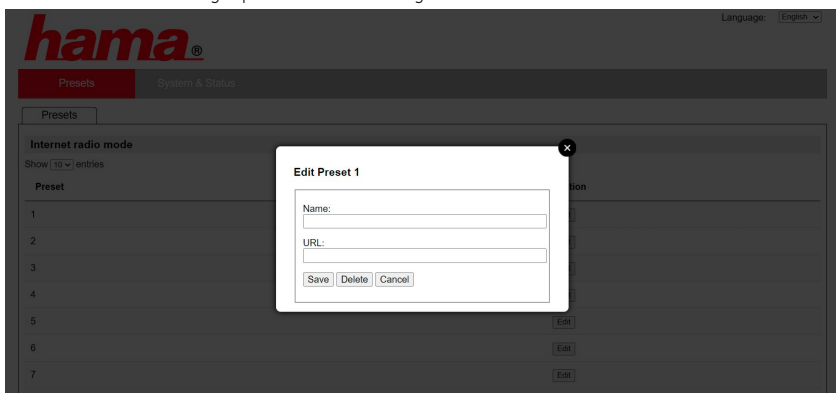 Language: English
hama®
Presets System & Status
Presets
Internet radio mode
Show 10 entries
Preset
1
2
3
4
5 Edit
6 Edit
7 Edit
Edit Preset 1
Name:
URL:
Save Delete Cancel